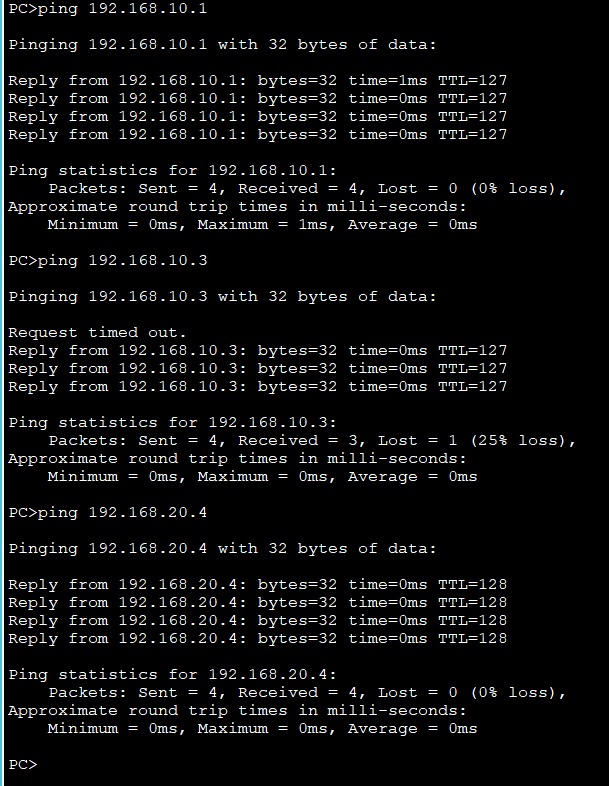 PC>ping 192.168.10.1
Pinging 192.168.10.1 with 32 bytes of data:
Reply from 192.168.10.1: bytes=32 time=1ms TTL=127
Reply from 192.168.10.1: bytes=32 time=0ms TTL=127
Reply from 192.168.10.1: bytes=32 time=0ms TTL=127
Reply from 192.168.10.1: bytes=32 time=0ms TTL=127
Ping statistics for 192.168.10.1:
Packets: Sent = 4, Received = 4, Lost = 0 (0% loss),
Approximate round trip times in milli-seconds:
Minimum = 0ms, Maximum = 1ms, Average = 0ms
PC>ping 192.168.10.3
Pinging 192.168.10.3 with 32 bytes of data:
Request timed out.
Reply from 192.168.10.3: bytes=32 time=0ms TTL=127
Reply from 192.168.10.3: bytes=32 time=0ms TTL=127
Reply from 192.168.10.3: bytes=32 time=0ms TTL=127
Ping statistics for 192.168.10.3:
Packets: Sent = 4, Received = 3, Lost = 1 (25% loss),
Approximate round trip times in milli-seconds:
Minimum = 0ms, Maximum = 0ms, Average = 0ms
PC>ping 192.168.20.4
Pinging 192.168.20.4 with 32 bytes of data:
Reply from 192.168.20.4: bytes=32 time=0ms TTL=128
Reply from 192.168.20.4: bytes=32 time=0ms TTL=128
Reply from 192.168.20.4: bytes=32 time=0ms TTL=128
Reply from 192.168.20.4: bytes=32 time=0ms TTL=128
Ping statistics for 192.168.20.4:
Packets: Sent = 4, Received = 4, Lost = 0 (0% loss),
Approximate round trip times in milli-seconds:
Minimum = 0ms, Maximum = 0ms, Average = 0ms
PC>